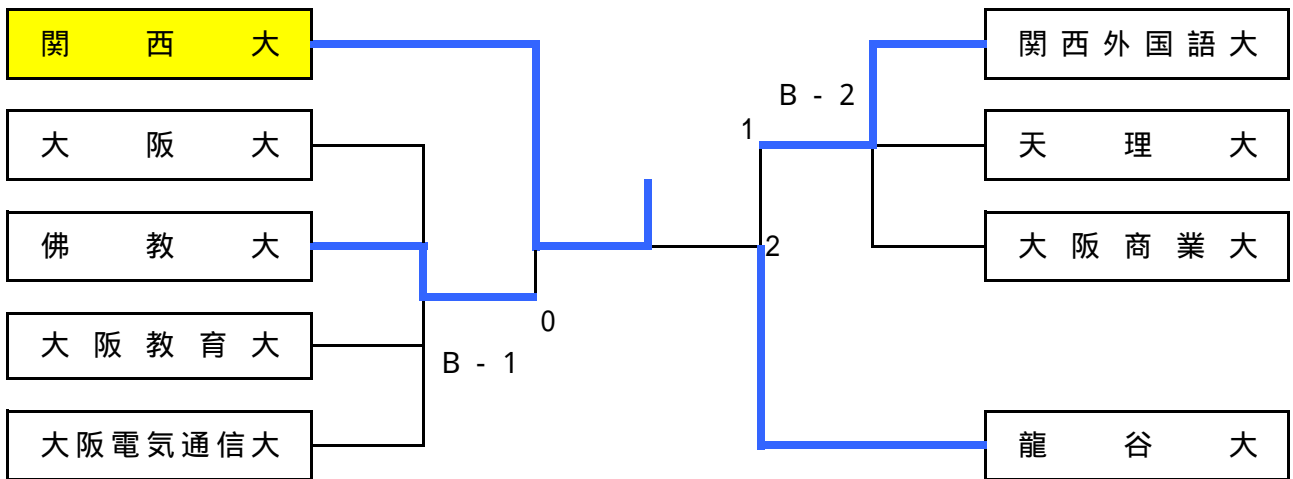 関西大
大阪大
佛教大
大阪教育大
大阪電気通信大
B - 1
0
1
B - 2
2
関西外国語大
天理大
大阪商業大
龍谷大